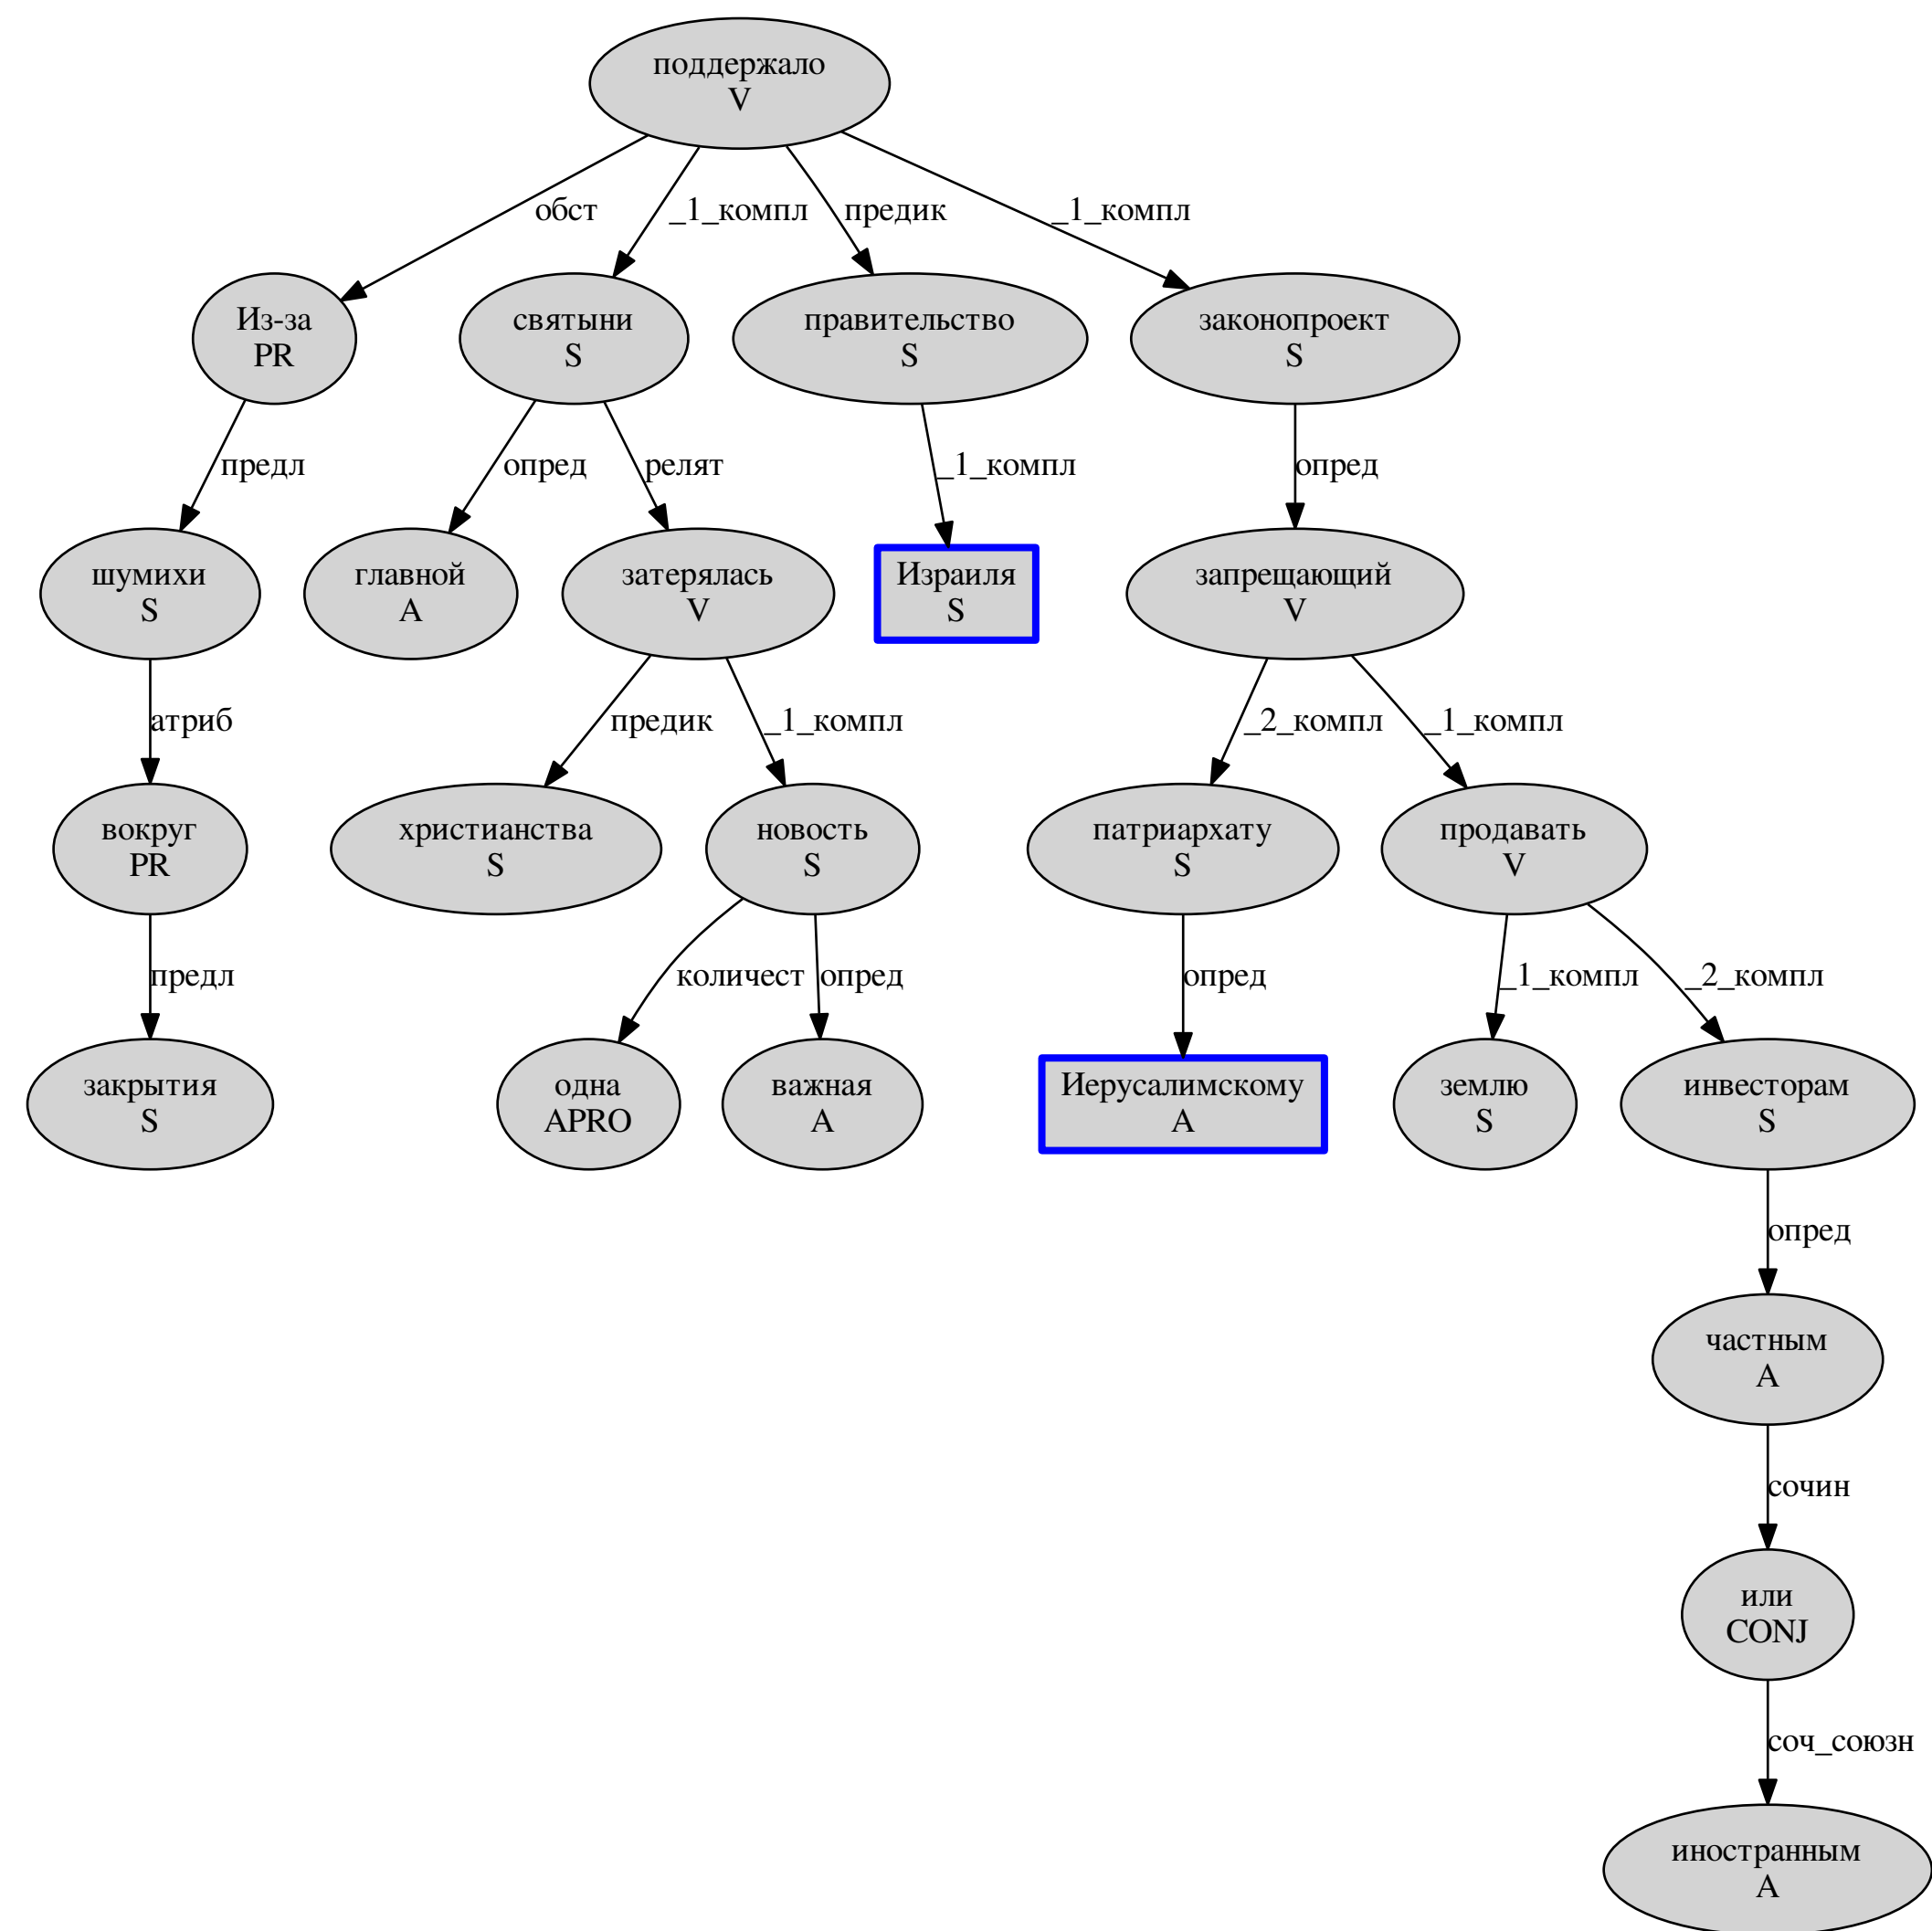 поддержало
V
обст
_1_компл
предик
_1_компл
Из-за
PR
святыни
S
правительство
S
законопроект
S
предл
опред
релят
_1_компл
опред
шумихи
S
главной
A
затерялась
V
Израиля
S
запрещающий
V
атриб
предик
_1_компл
_2_компл
_1_компл
вокруг
PR
христианства
S
новость
S
патриархату
S
продавать
V
предл
количест
опред
опред
_1_компл
_2_компл
закрытия
S
одна
APRO
важная
A
Иерусалимскому
A
землю
S
инвесторам
S
опред
частным
A
сочин
или
CONJ
соч_союзн
иностранным
A